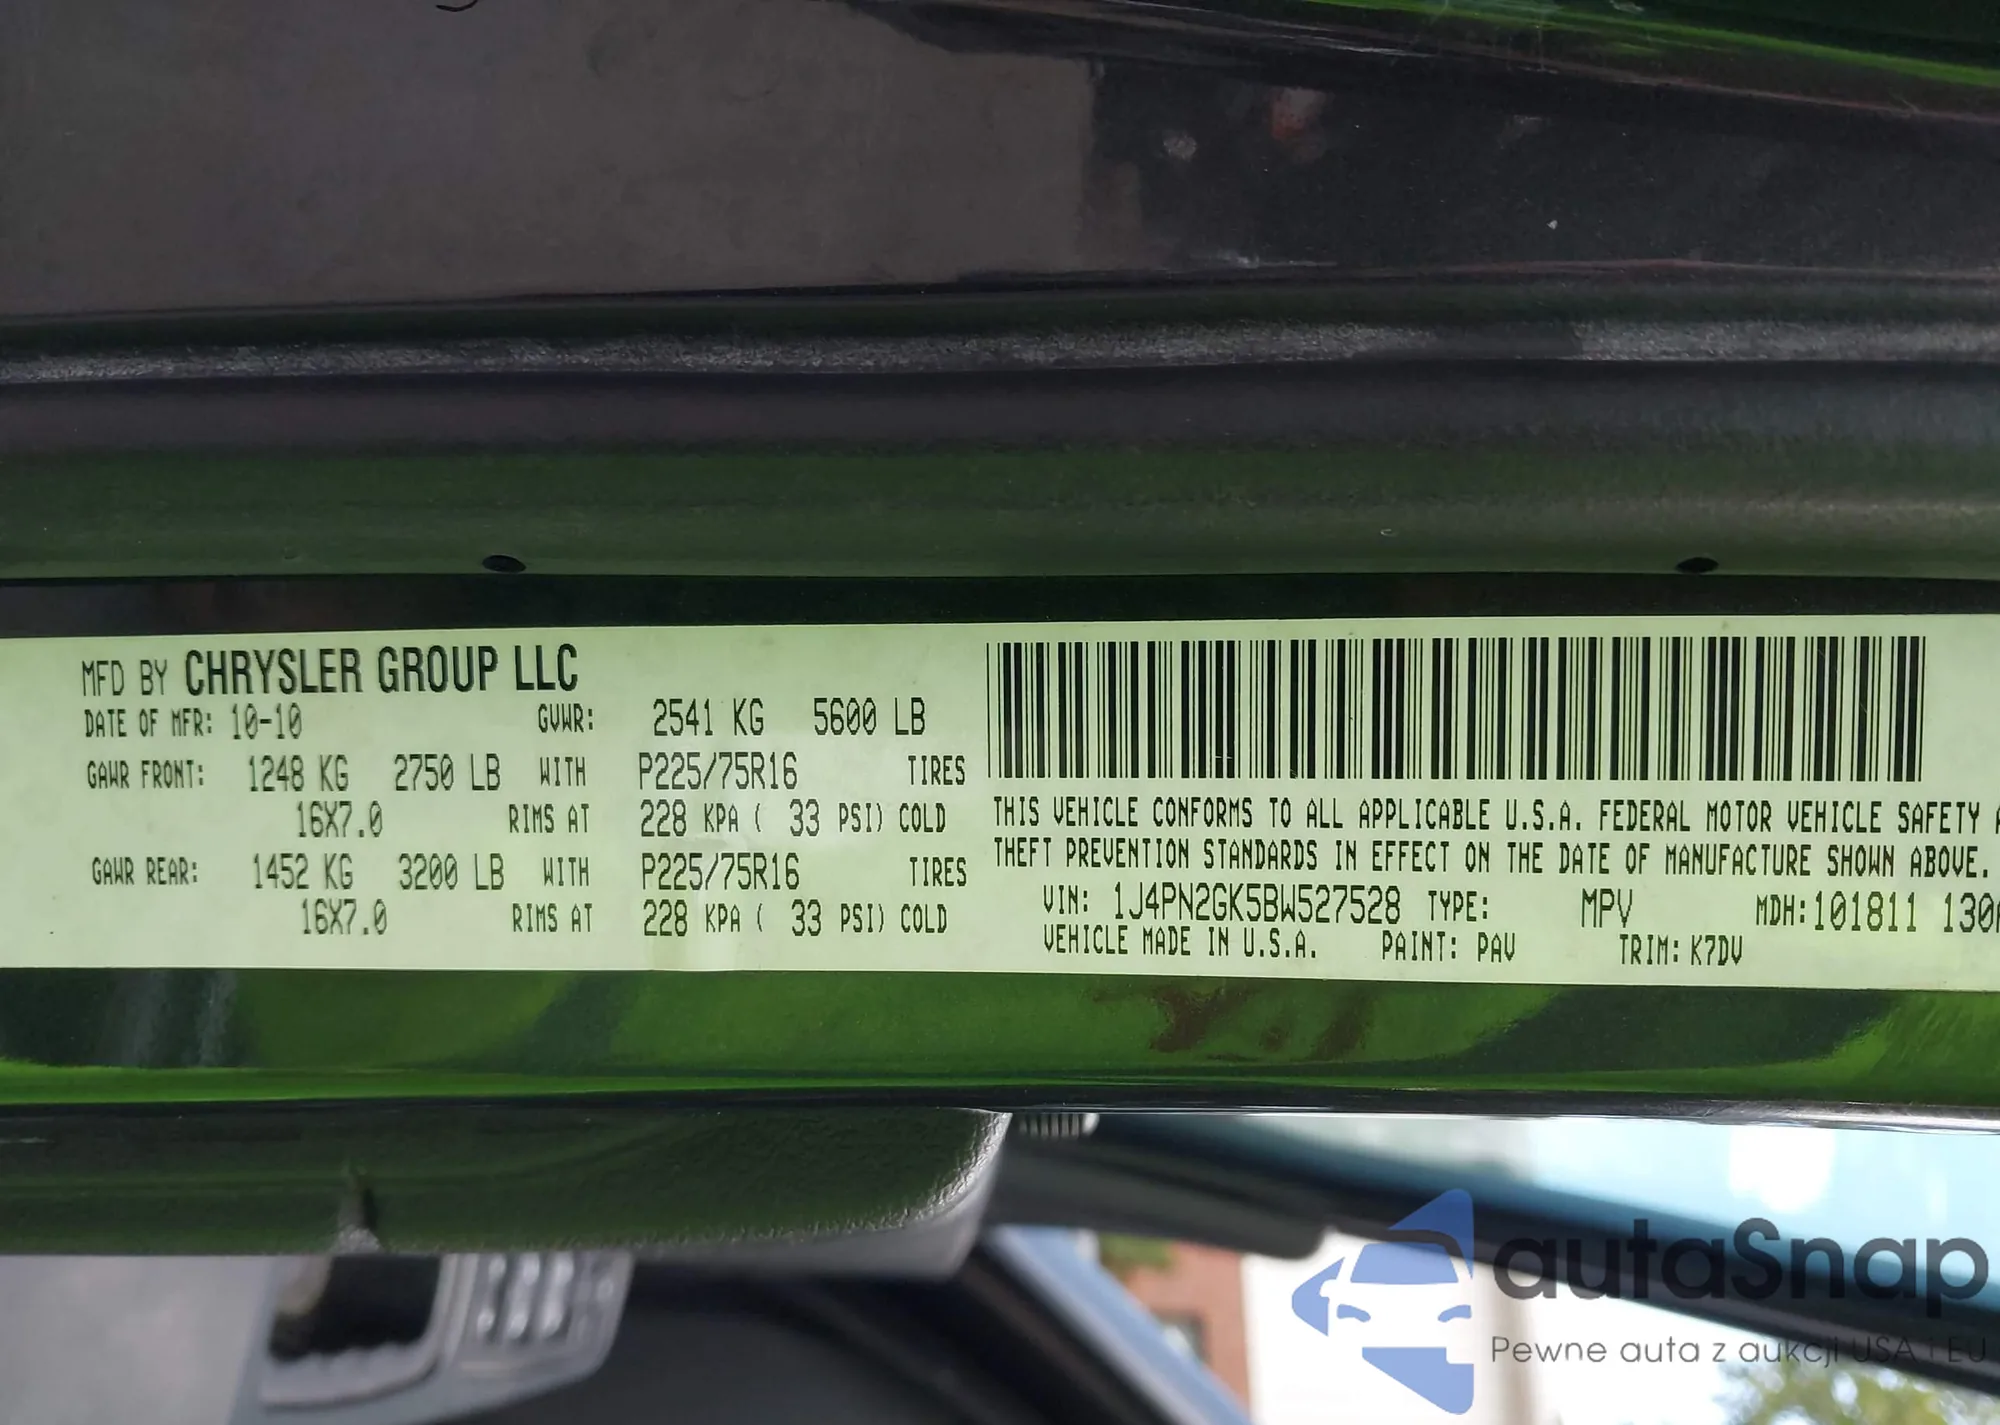 MFD BY CHRYSLER GROUP LLC
DATE OF MFR: 10-10 GVWR: 2541 KG 5600 LB
GAWR FRONT: 1248 KG 2750 LB WITH P225/75R16 TIRES
16X7.0 RIMS AT 228 KPA ( 33 PSI) COLD
GAWR REAR: 1452 KG 3200 LB WITH P225/75R16 TIRES
16X7.0 RIMS AT 228 KPA ( 33 PSI) COLD
THIS VEHICLE CONFORMS TO ALL APPLICABLE U.S.A. FEDERAL MOTOR VEHICLE SAFETY
THEFT PREVENTION STANDARDS IN EFFECT ON THE DATE OF MANUFACTURE SHOWN ABOVE.
VIN: 1J4PN2GK5BW527528 TYPE: MPV MDH: 101811 130
VEHICLE MADE IN U.S.A. PAINT: PAV TRIM: K7DV
autaSnap
Pewne auta z aukcji USA i EU